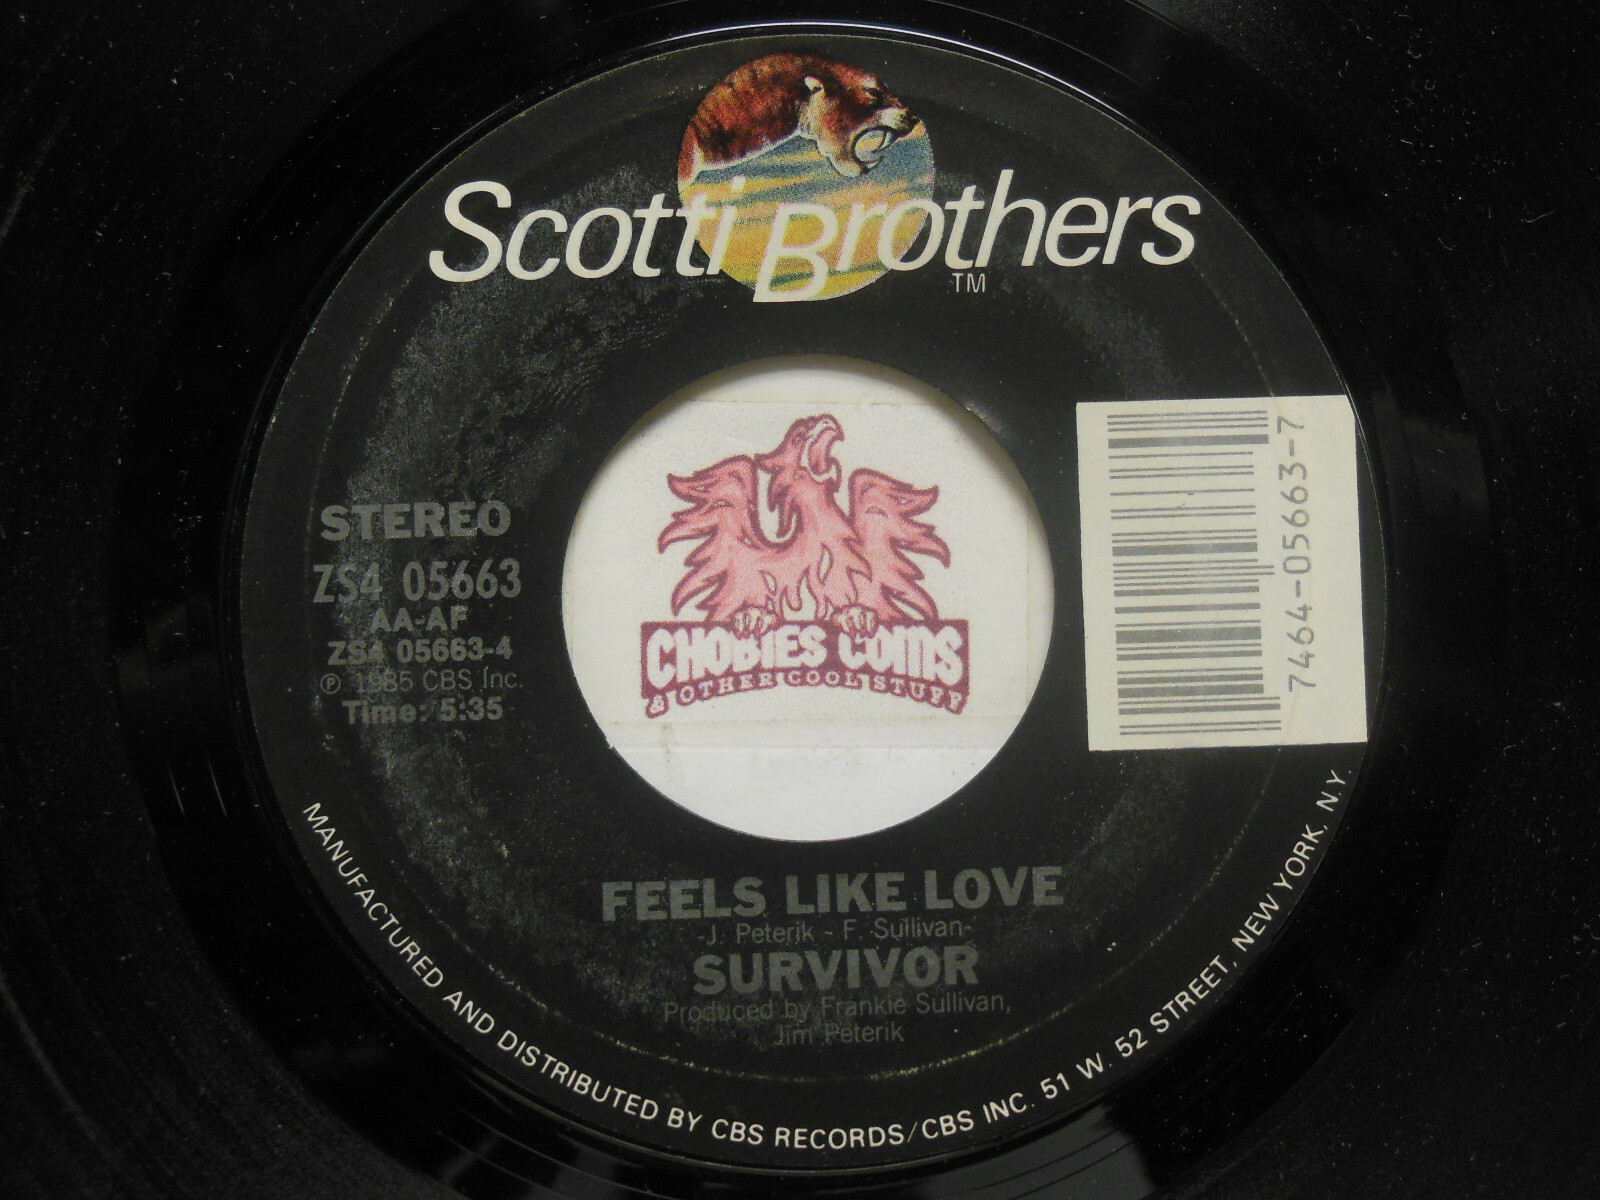 Scotti Brothers
TM
STEREO
ZS4 05663
AA-AF
ZS4 05663-4
℗ 1985 CBS Inc.
Time: 5:35
CHOBIES COINS
& OTHER COOL STUFF
7464-05663-7
FEELS LIKE LOVE
-J. Peterik - F. Sullivan-
SURVIVOR
Produced by Frankie Sullivan,
Jim Peterik
MANUFACTURED AND DISTRIBUTED BY CBS RECORDS/CBS INC. 51 W. 52 STREET, NEW YORK, N.Y.